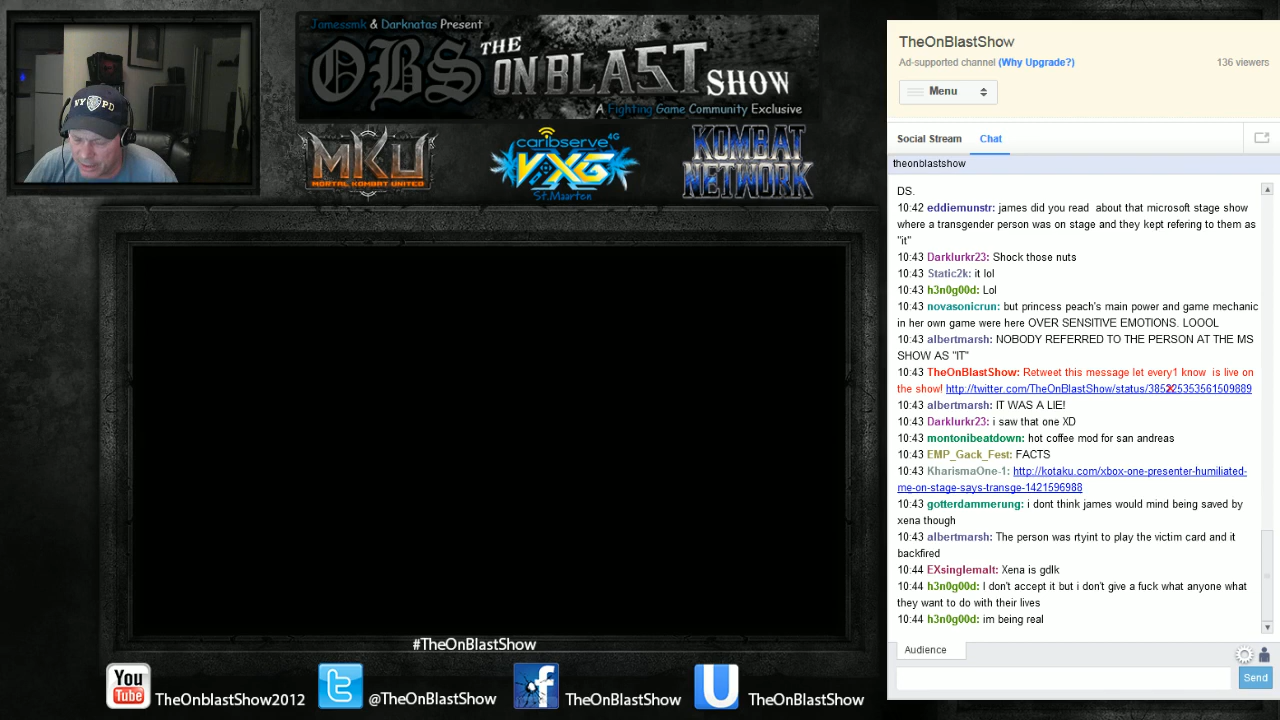 Jamessmk & Darknatas Present
OBS THE ON BLAST SHOW
A Fighting Game Community Exclusive
MKU
MORTAL KOMBAT UNITED
caribserve 4G
VXG
St.Maarten
KOMBAT
NETWORK
NYPD
#TheOnBlastShow
You
Tube
TheOnblastShow2012
@TheOnBlastShow
TheOnBlastShow
TheOnBlastShow
TheOnBlastShow
Ad-supported channel (Why Upgrade?) 136 viewers
Menu
Social Stream Chat
theonblastshow
DS.
10:42 eddiemunstr: james did you read about that microsoft stage show
where a transgender person was on stage and they kept refering to them as
"it"
10:43 Darklurkr23: Shock those nuts
10:43 Static2k: it lol
10:43 h3n0g00d: Lol
10:43 novasonicrun: but princess peach's main power and game mechanic
in her own game were here OVER SENSITIVE EMOTIONS. LOOOL
10:43 albertmarsh: NOBODY REFERRED TO THE PERSON AT THE MS
SHOW AS "IT"
10:43 TheOnBlastShow: Retweet this message let every1 know is live on
the show! http://twitter.com/TheOnBlastShow/status/385225353561509889
10:43 albertmarsh: IT WAS A LIE!
10:43 Darklurkr23: i saw that one XD
10:43 montonibeatdown: hot coffee mod for san andreas
10:43 EMP_Gack_Fest: FACTS
10:43 KharismaOne-1: http://kotaku.com/xbox-one-presenter-humiliated-
me-on-stage-says-transge-1421596988
10:43 gotterdammerung: i dont think james would mind being saved by
xena though
10:43 albertmarsh: The person was rtyint to play the victim card and it
backfired
10:44 EXsinglemalt: Xena is gdlk
10:44 h3n0g00d: I don't accept it but i don't give a fuck what anyone what
they want to do with their lives
10:44 h3n0g00d: im being real
Audience
Send